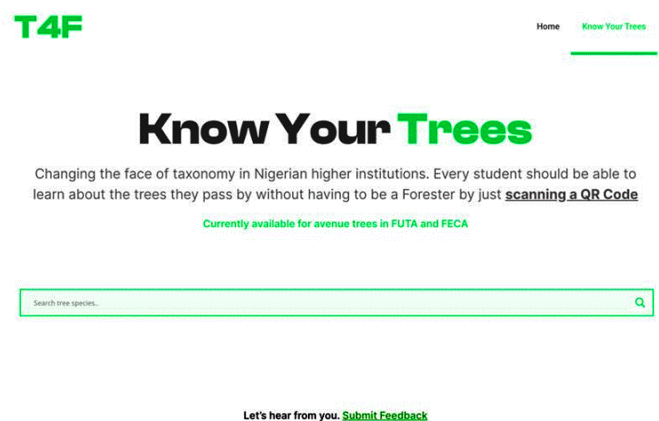 T4F
Home
Know Your Trees
Know Your Trees
Changing the face of taxonomy in Nigerian higher institutions. Every student should be able to
learn about the trees they pass by without having to be a Forester by just scanning a QR Code
Currently available for avenue trees in FUTA and FECA
Search tree species..
Let's hear from you. Submit Feedback